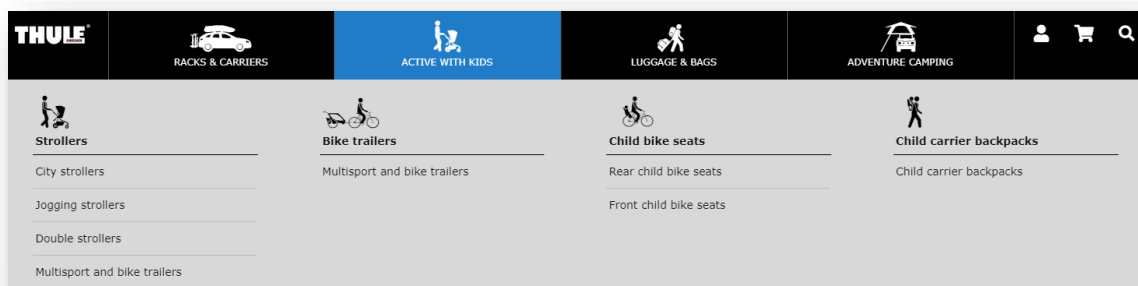 THULE
RACKS & CARRIERS
ACTIVE WITH KIDS
LUGGAGE & BAGS
ADVENTURE CAMPING
Strollers
City strollers
Jogging strollers
Double strollers
Multisport and bike trailers
Bike trailers
Multisport and bike trailers
Child bike seats
Rear child bike seats
Front child bike seats
Child carrier backpacks
Child carrier backpacks